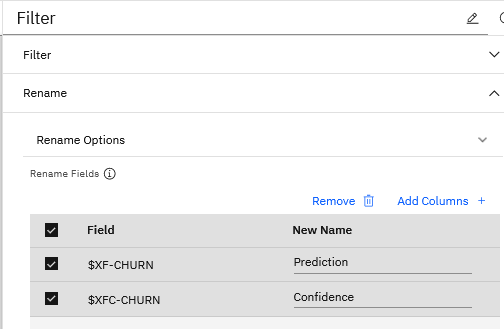 Filter
Filter
Rename
Rename Options
Rename Fields
Remove Add Columns +
Field New Name
$XF-CHURN Prediction
$XFC-CHURN Confidence